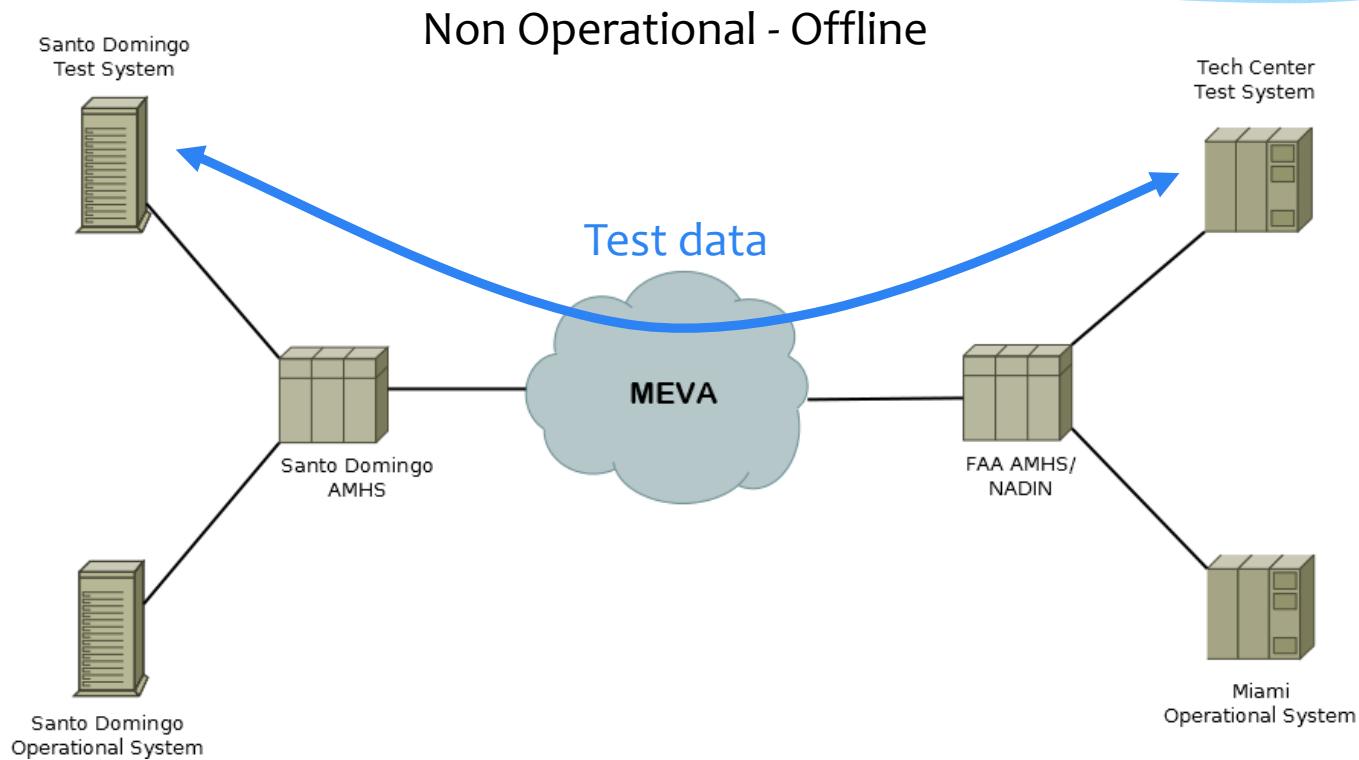 Non Operational - Offline
Santo Domingo
Test System
Tech Center
Test System
Test data
MEVA
Santo Domingo
AMHS
FAA AMHS/
NADIN
Santo Domingo
Operational System
Miami
Operational System